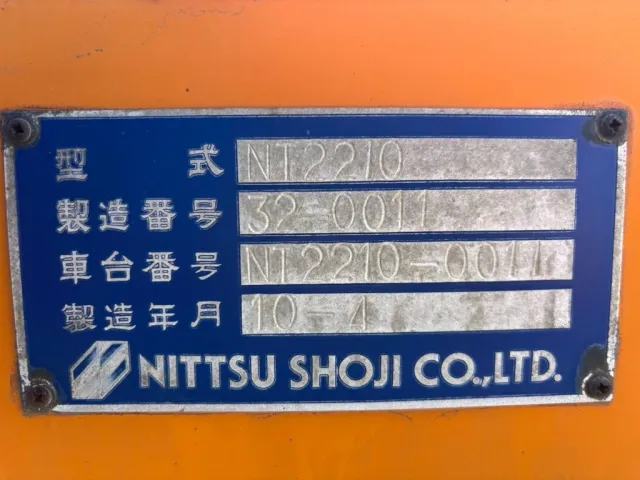 型式 NT2210
製造番号 32-0011
車台番号 NT2210-0011
製造年月 10-4
NITTSU SHOJI CO.,LTD.